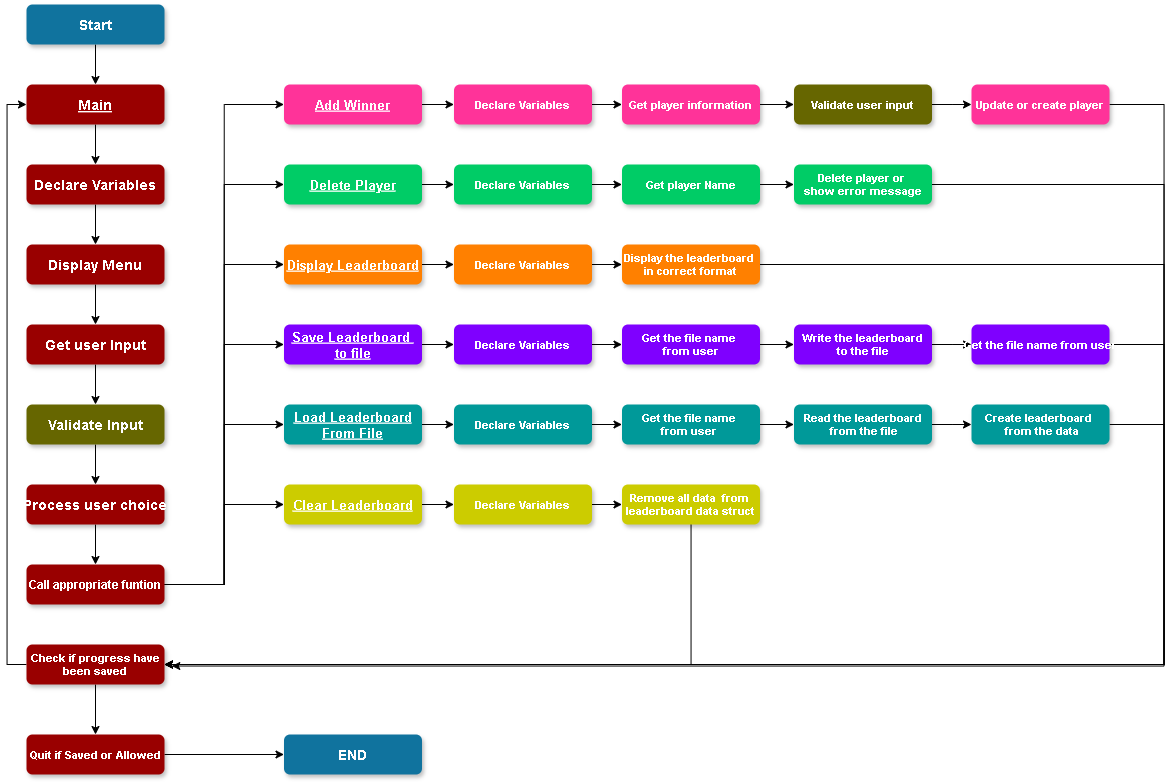 Start
Main
Add Winner
Declare Variables
Get player information
Validate user input
Update or create player
Declare Variables
Delete Player
Declare Variables
Get player Name
Delete player or
show error message
Display Menu
Display Leaderboard
Declare Variables
Display the leaderboard
in correct format
Get user Input
Save Leaderboard
to file
Declare Variables
Get the file name
from user
Write the leaderboard
to the file
Get the file name from user
Validate Input
Load Leaderboard
From File
Declare Variables
Get the file name
from user
Read the leaderboard
from the file
Create leaderboard
from the data
Process user choice
Clear Leaderboard
Declare Variables
Remove all data from
leaderboard data struct
Call appropriate funtion
Check if progress have
been saved
Quit if Saved or Allowed
END